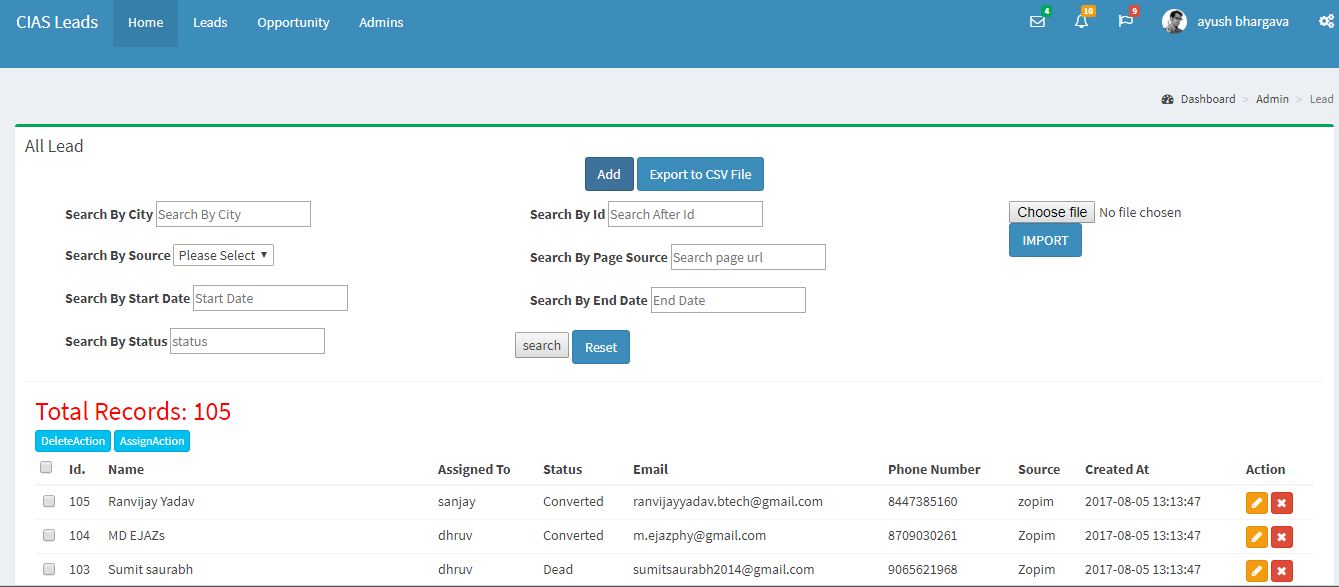 CIAS Leads Home Leads Opportunity Admins 4 10 9 ayush bhargava
Dashboard > Admin > Lead
All Lead
Add Export to CSV File
Search By City Search By City Search By Id Search After Id Choose file No file chosen
IMPORT
Search By Source Please Select Search By Page Source Search page url
Search By Start Date Start Date Search By End Date End Date
Search By Status status search Reset
Total Records: 105
DeleteAction AssignAction
Id. Name Assigned To Status Email Phone Number Source Created At Action
105 Ranvijay Yadav sanjay Converted ranvijayyadav.btech@gmail.com 8447385160 zopim 2017-08-05 13:13:47
104 MD EJAZs dhruv Converted m.ejazphy@gmail.com 8709030261 Zopim 2017-08-05 13:13:47
103 Sumit saurabh dhruv Dead sumitsaurabh2014@gmail.com 9065621968 Zopim 2017-08-05 13:13:47